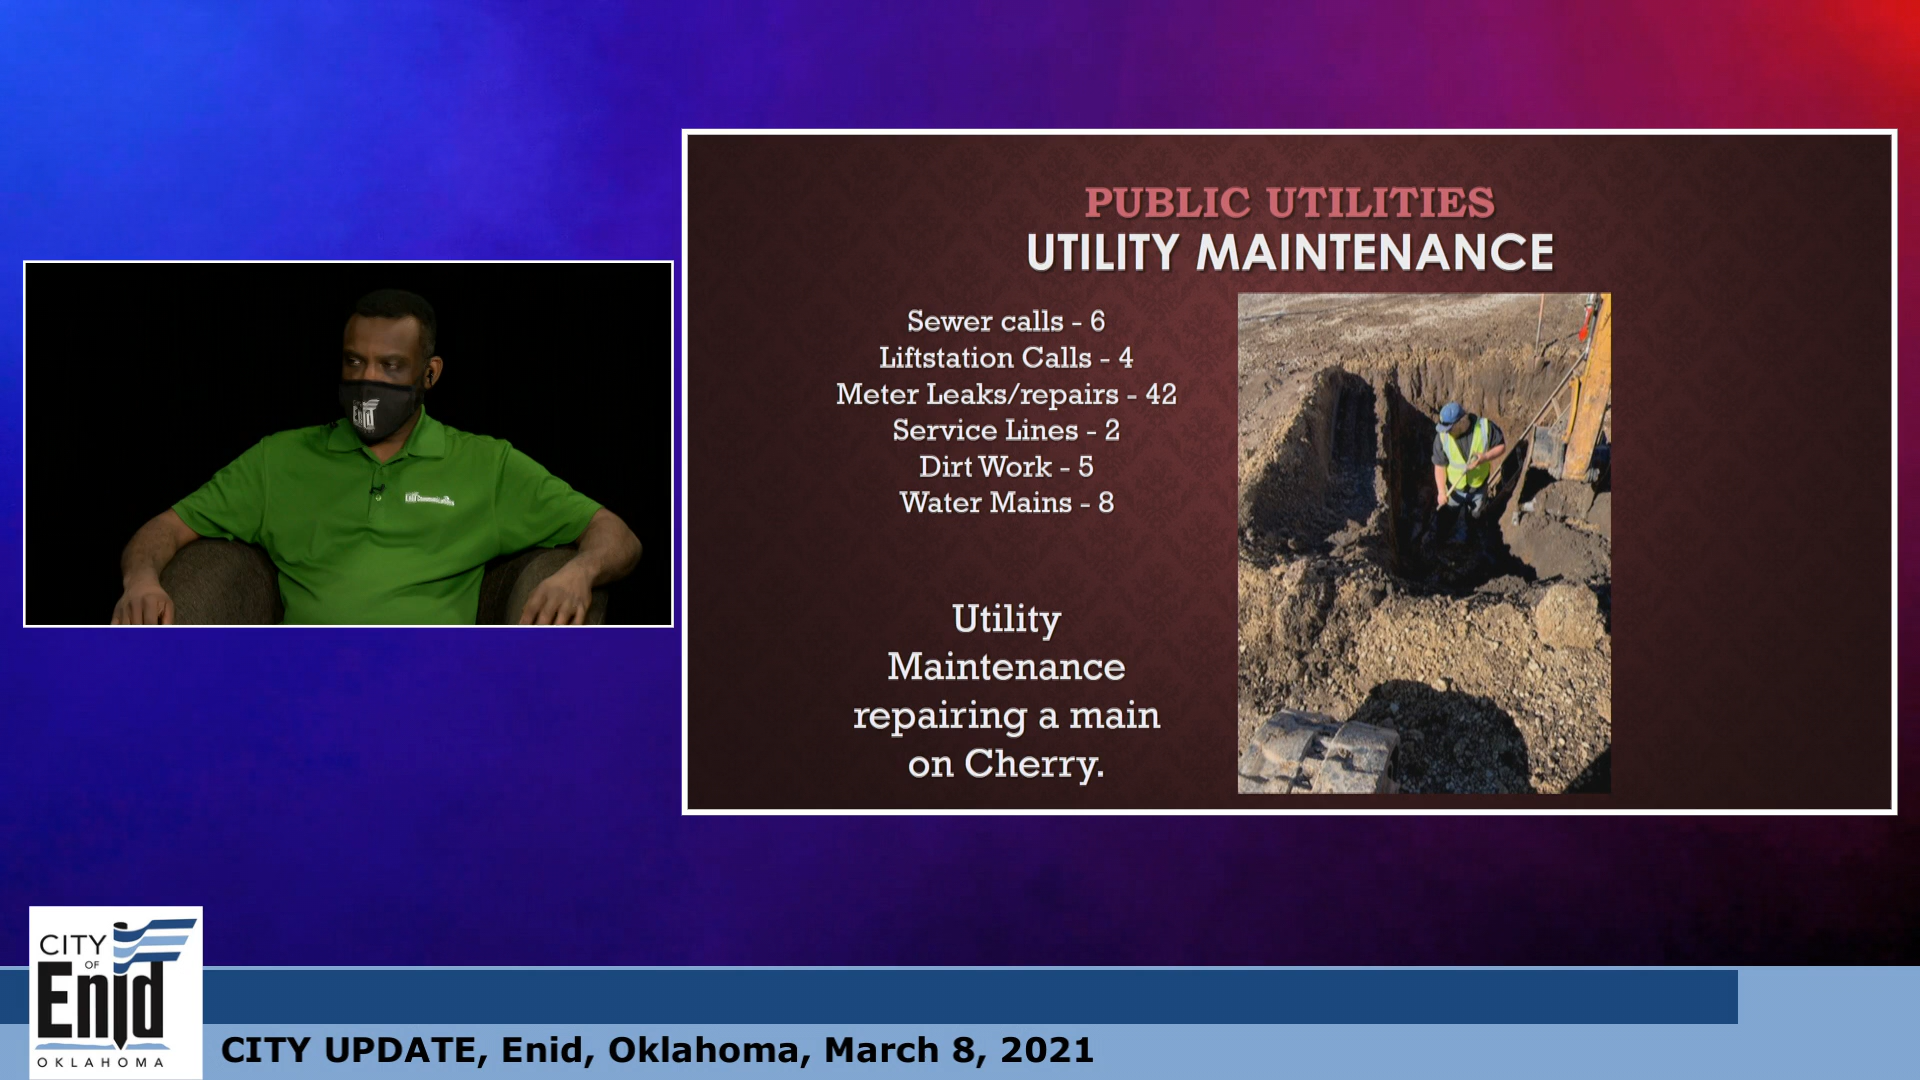 PUBLIC UTILITIES
UTILITY MAINTENANCE
Sewer calls - 6
Liftstation Calls - 4
Meter Leaks/repairs - 42
Service Lines - 2
Dirt Work - 5
Water Mains - 8
Utility
Maintenance
repairing a main
on Cherry.
Enid
CITY
OF
Enid
OKLAHOMA
CITY UPDATE, Enid, Oklahoma, March 8, 2021